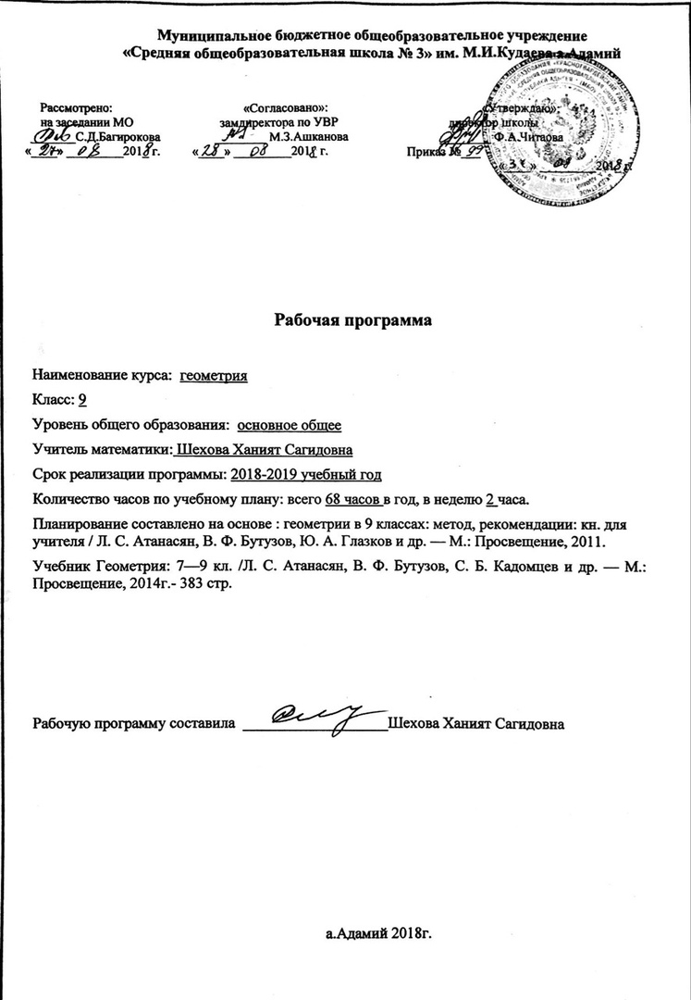 Муниципальное бюджетное общеобразовательное учреждение
«Средняя общеобразовательная школа № 3» им. М.И.Кудаева а.Адамий
Рассмотрено:
на заседании МО
С.Д.Багирокова
« 27» 08 2018г.
«Согласовано»:
замдиректора по УВР
М.З.Ашканова
« 28 » 08 2018 г.
«Утверждаю»:
директор школы
Ф.А.Читаова
Приказ № 99
08 2018 г.
Рабочая программа
Наименование курса: геометрия
Класс: 9
Уровень общего образования: основное общее
Учитель математики: Шехова Ханият Сагидовна
Срок реализации программы: 2018-2019 учебный год
Количество часов по учебному плану: всего 68 часов в год, в неделю 2 часа.
Планирование составлено на основе : геометрии в 9 классах: метод, рекомендации: кн. для
учителя / Л. С. Атанасян, В. Ф. Бутузов, Ю. А. Глазков и др. — М.: Просвещение, 2011.
Учебник Геометрия: 7—9 кл. /Л. С. Атанасян, В. Ф. Бутузов, С. Б. Кадомцев и др. — М.:
Просвещение, 2014г.- 383 стр.
Рабочую программу составила Шехова Ханият Сагидовна
а.Адамий 2018г.